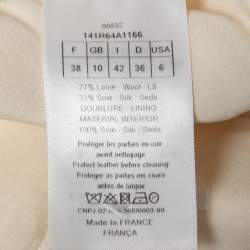 66832
141R64A1166
F GB I D USA
38 10 42 36 6
77% Laine - Wool - Lã
23% Soie - Silk - Seda
DOUBLURE - LINING
MATERIAL INTERIOR
100% Soie - Silk - Seda
Protéger les parties en cuir
avant nettoyage
Protect leather before cleaning
Proteger as partes em couro
antes de limpar
CNPJ
Made in FRANCE
FRANÇA